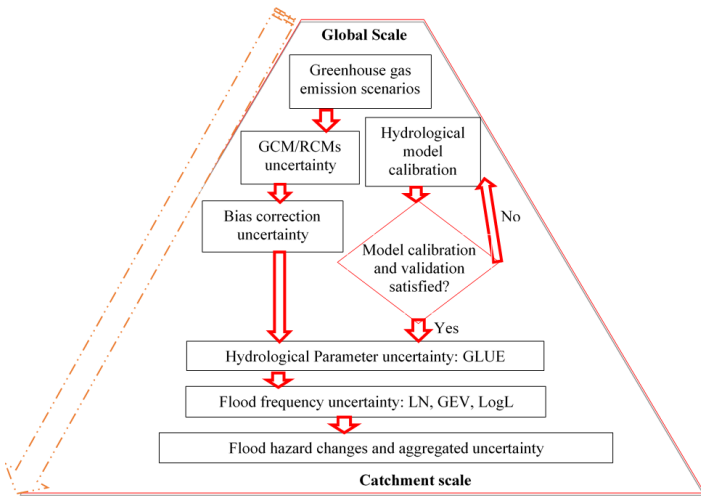 Global Scale
Greenhouse gas
emission scenarios
GCM/RCMs
uncertainty
Hydrological
model
calibration
Bias correction
uncertainty
No
Model calibration
and validation
satisfied?
Yes
Hydrological Parameter uncertainty: GLUE
Flood frequency uncertainty: LN, GEV, LogL
Flood hazard changes and aggregated uncertainty
Catchment scale